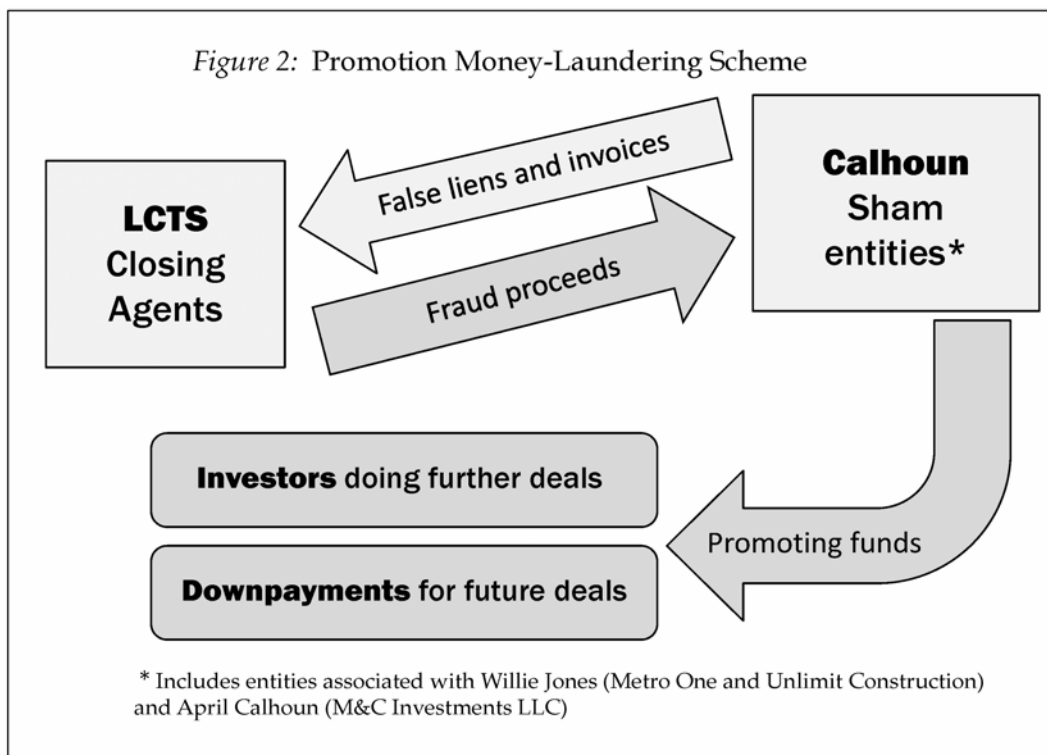 Figure 2: Promotion Money-Laundering Scheme
LCTS
Closing
Agents
False liens and invoices
Fraud proceeds
Calhoun
Sham
entities*
Investors doing further deals
Downpayments for future deals
Promoting funds
* Includes entities associated with Willie Jones (Metro One and Unlimit Construction)
and April Calhoun (M&C Investments LLC)